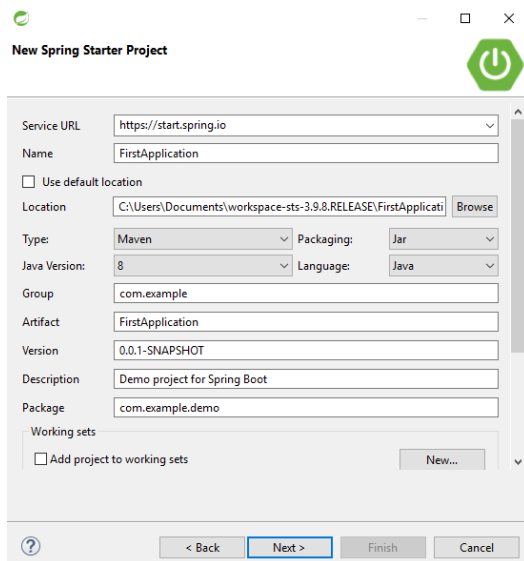 New Spring Starter Project
Service URL https://start.spring.io
Name FirstApplication
Use default location
Location C:\Users\Documents\workspace-sts-3.9.8.RELEASE\FirstApplicati Browse
Type: Maven Packaging: Jar
Java Version: 8 Language: Java
Group com.example
Artifact FirstApplication
Version 0.0.1-SNAPSHOT
Description Demo project for Spring Boot
Package com.example.demo
Working sets
Add project to working sets New...
? < Back Next > Finish Cancel